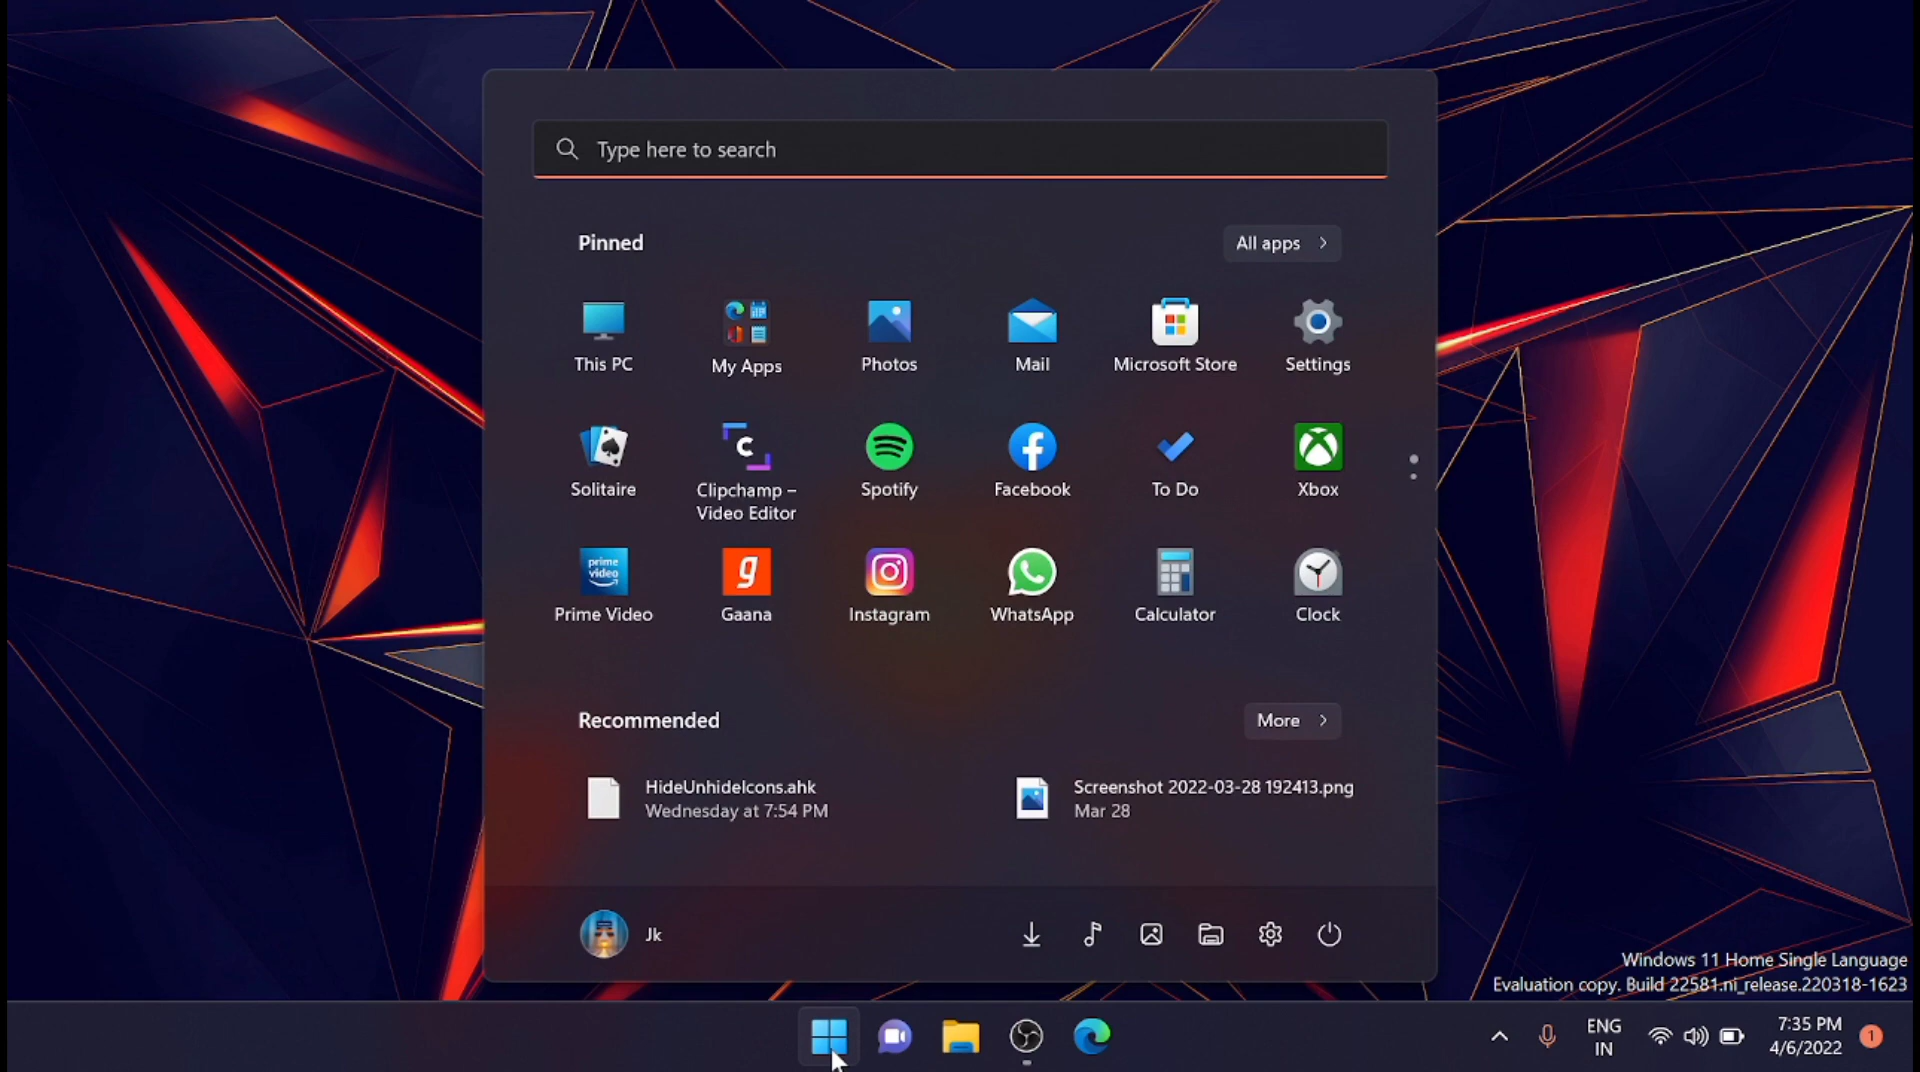 Type here to search
Pinned
All apps
This PC
My Apps
Photos
Mail
Microsoft Store
Settings
Solitaire
Clipchamp –
Video Editor
Spotify
Facebook
To Do
Xbox
prime
video
Prime Video
Gaana
Instagram
WhatsApp
Calculator
Clock
Recommended
More
HideUnhideIcons.ahk
Wednesday at 7:54 PM
Screenshot 2022-03-28 192413.png
Mar 28
Jk
Windows 11 Home Single Language
Evaluation copy. Build 22581.ni_release.220318-1623
ENG
IN
7:35 PM
4/6/2022
1